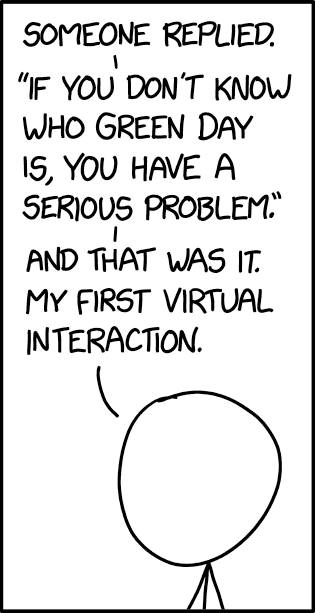 SOMEONE REPLIED.
"IF YOU DON'T KNOW
WHO GREEN DAY
IS, YOU HAVE A
SERIOUS PROBLEM."
AND THAT WAS IT.
MY FIRST VIRTUAL
INTERACTION.